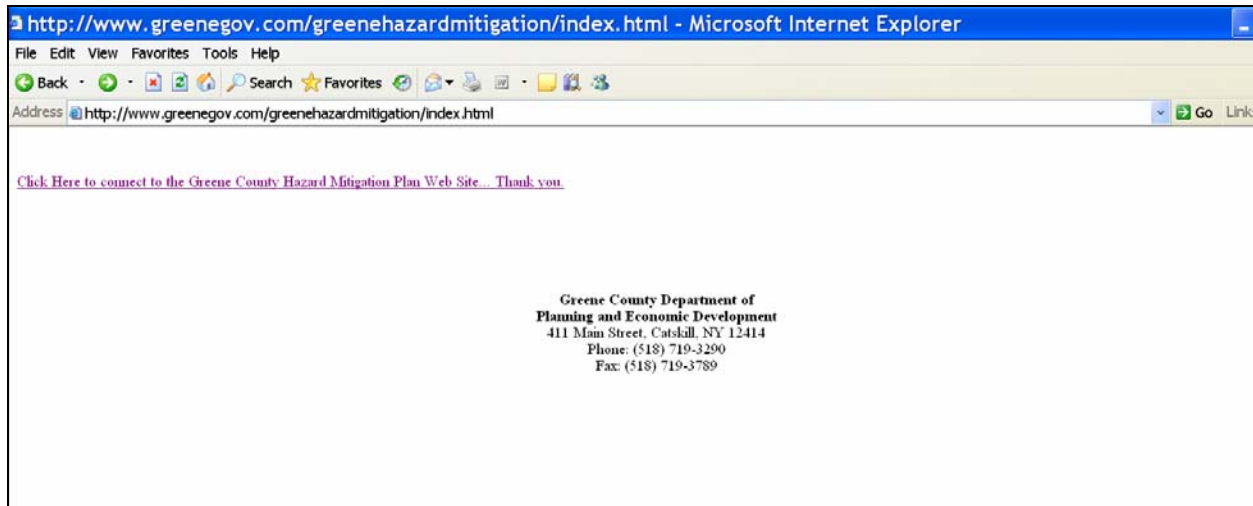 http://www.greenegov.com/greenehazardmitigation/index.html - Microsoft Internet Explorer
File Edit View Favorites Tools Help
Back Search Favorites
Address http://www.greenegov.com/greenehazardmitigation/index.html Go Links
Click Here to connect to the Greene County Hazard Mitigation Plan Web Site... Thank you.
Greene County Department of
Planning and Economic Development
411 Main Street, Catskill, NY 12414
Phone: (518) 719-3290
Fax: (518) 719-3789